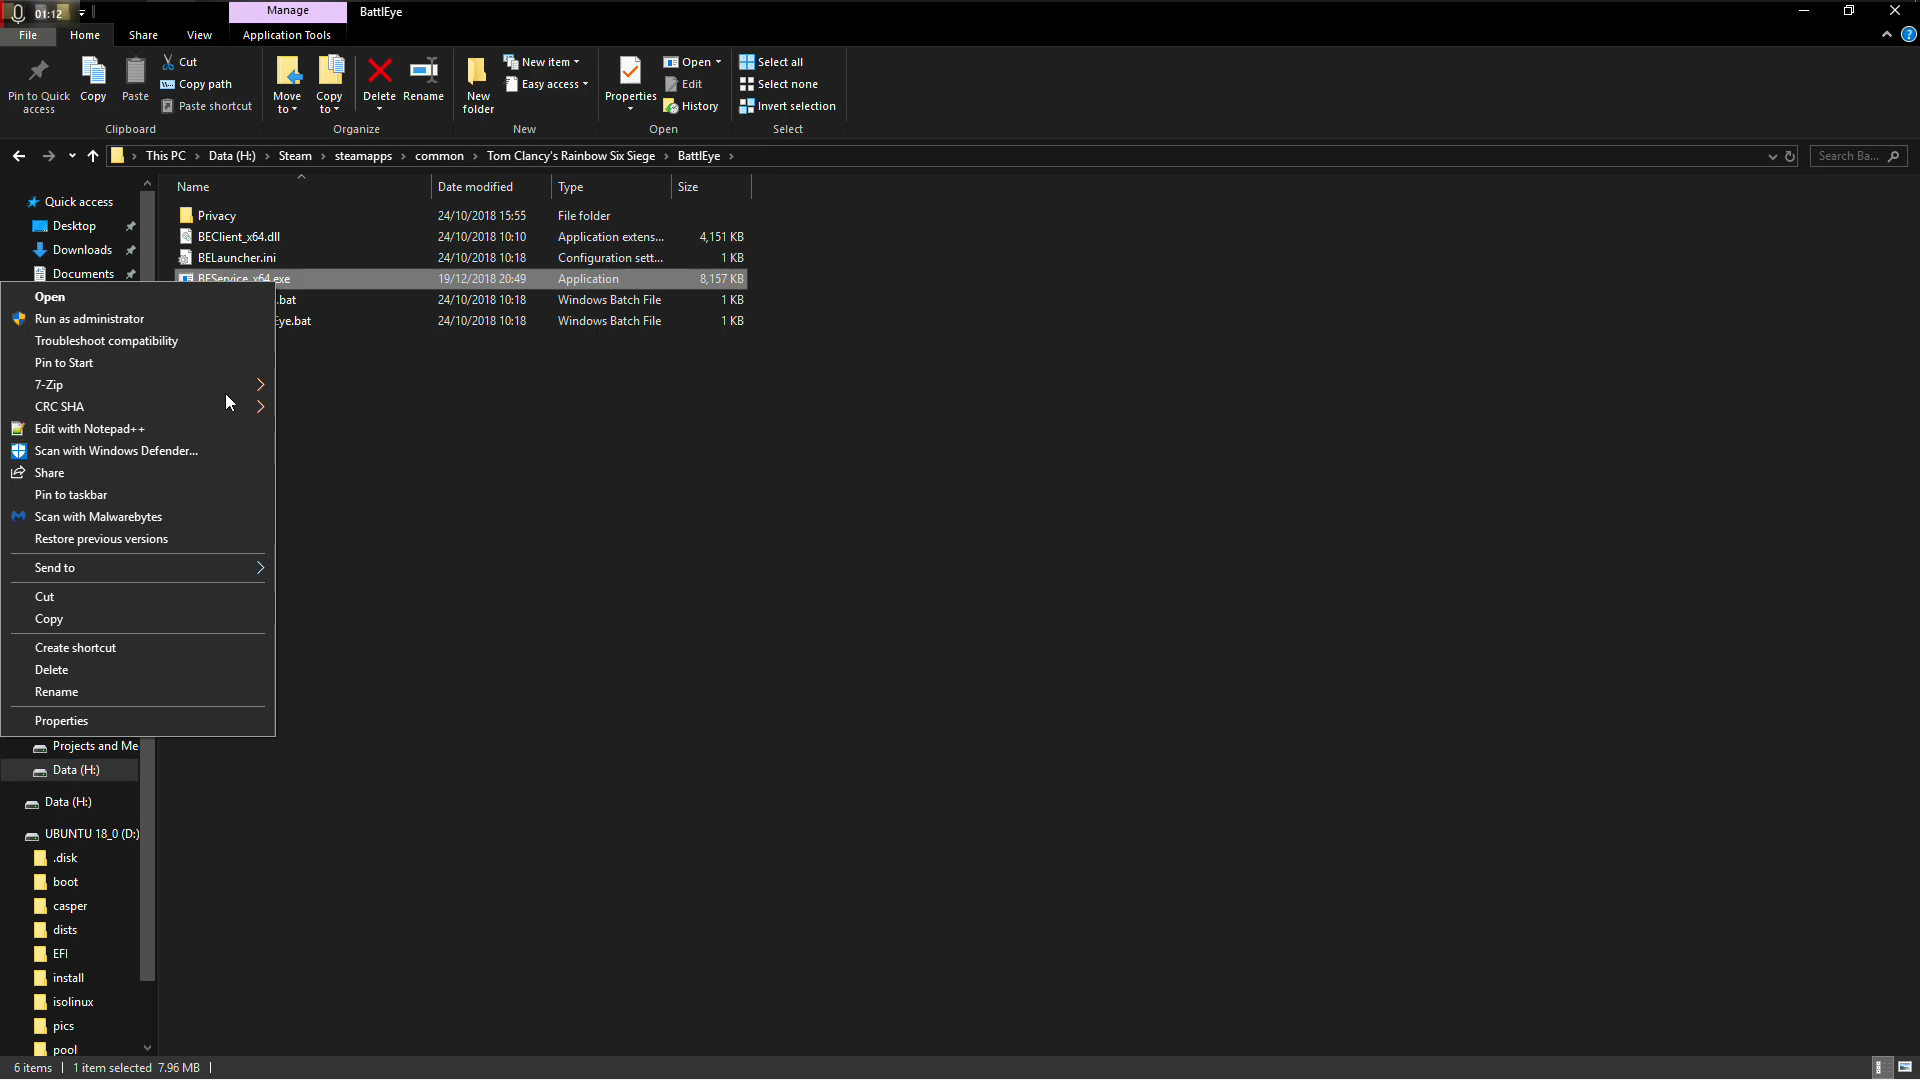 01:12
Manage
BattlEye
File
Home
Share
View
Application Tools
Pin to Quick access
Copy
Paste
Cut
Copy path
Paste shortcut
Move to
Copy to
Delete
Rename
New folder
New item
Easy access
Properties
Open
Edit
History
Select all
Select none
Invert selection
Clipboard
Organize
New
Open
Select
This PC > Data (H:) > Steam > steamapps > common > Tom Clancy's Rainbow Six Siege > BattlEye >
Search Ba...
Name
Date modified
Type
Size
Quick access
Desktop
Downloads
Documents
Privacy 24/10/2018 15:55 File folder
BEClient_x64.dll 24/10/2018 10:10 Application extens... 4,151 KB
BELauncher.ini 24/10/2018 10:18 Configuration sett... 1 KB
BEService_x64.exe 19/12/2018 20:49 Application 8,157 KB
.bat 24/10/2018 10:18 Windows Batch File 1 KB
Eye.bat 24/10/2018 10:18 Windows Batch File 1 KB
Open
Run as administrator
Troubleshoot compatibility
Pin to Start
7-Zip
CRC SHA
Edit with Notepad++
Scan with Windows Defender...
Share
Pin to taskbar
Scan with Malwarebytes
Restore previous versions
Send to
Cut
Copy
Create shortcut
Delete
Rename
Properties
Projects and Me
Data (H:)
Data (H:)
UBUNTU 18_0 (D:)
.disk
boot
casper
dists
EFI
install
isolinux
pics
pool
6 items
1 item selected 7.96 MB